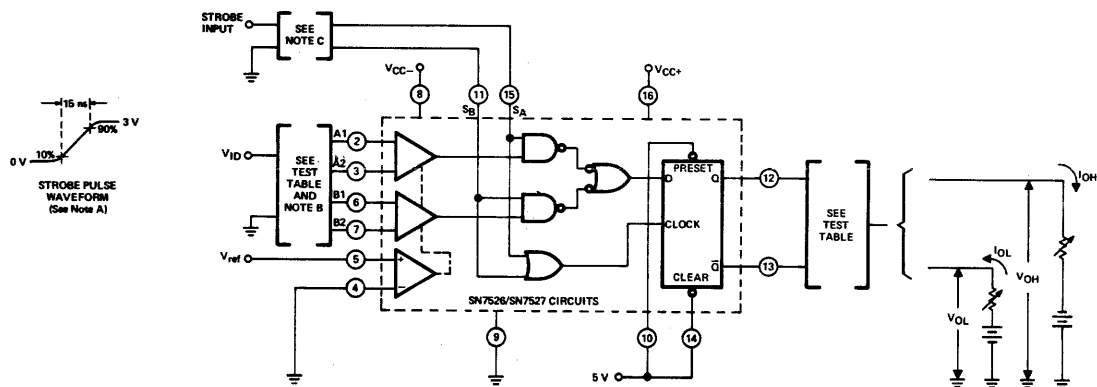 STROBE
INPUT
SEE
NOTE C
VCC–
8
11
15
SB
SA
VCC+
16
15 ns
3 V
90%
10%
0 V
STROBE PULSE
WAVEFORM
(See Note A)
VID
SEE
TEST
TABLE
AND
NOTE B
A1
2
A2
3
B1
6
B2
7
Vref
5
+
4
–
D
PRESET
Q
CLOCK
Q̅
CLEAR
12
13
SEE
TEST
TABLE
IOH
IOL
VOH
VOL
SN7526/SN7527 CIRCUITS
9
10
14
5 V